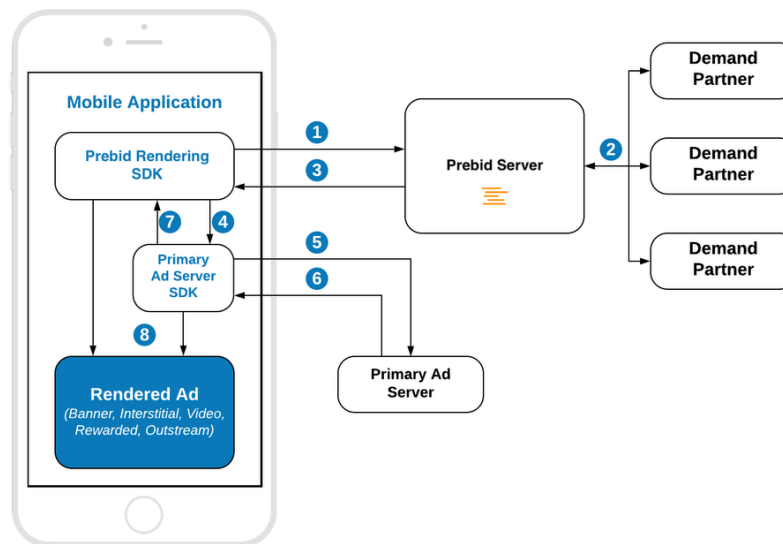 Mobile Application
Prebid Rendering
SDK
1
3
Prebid Server
2
Demand
Partner
Demand
Partner
Demand
Partner
7
4
Primary
Ad Server
SDK
5
6
8
Primary Ad
Server
Rendered Ad
(Banner, Interstitial, Video,
Rewarded, Outstream)